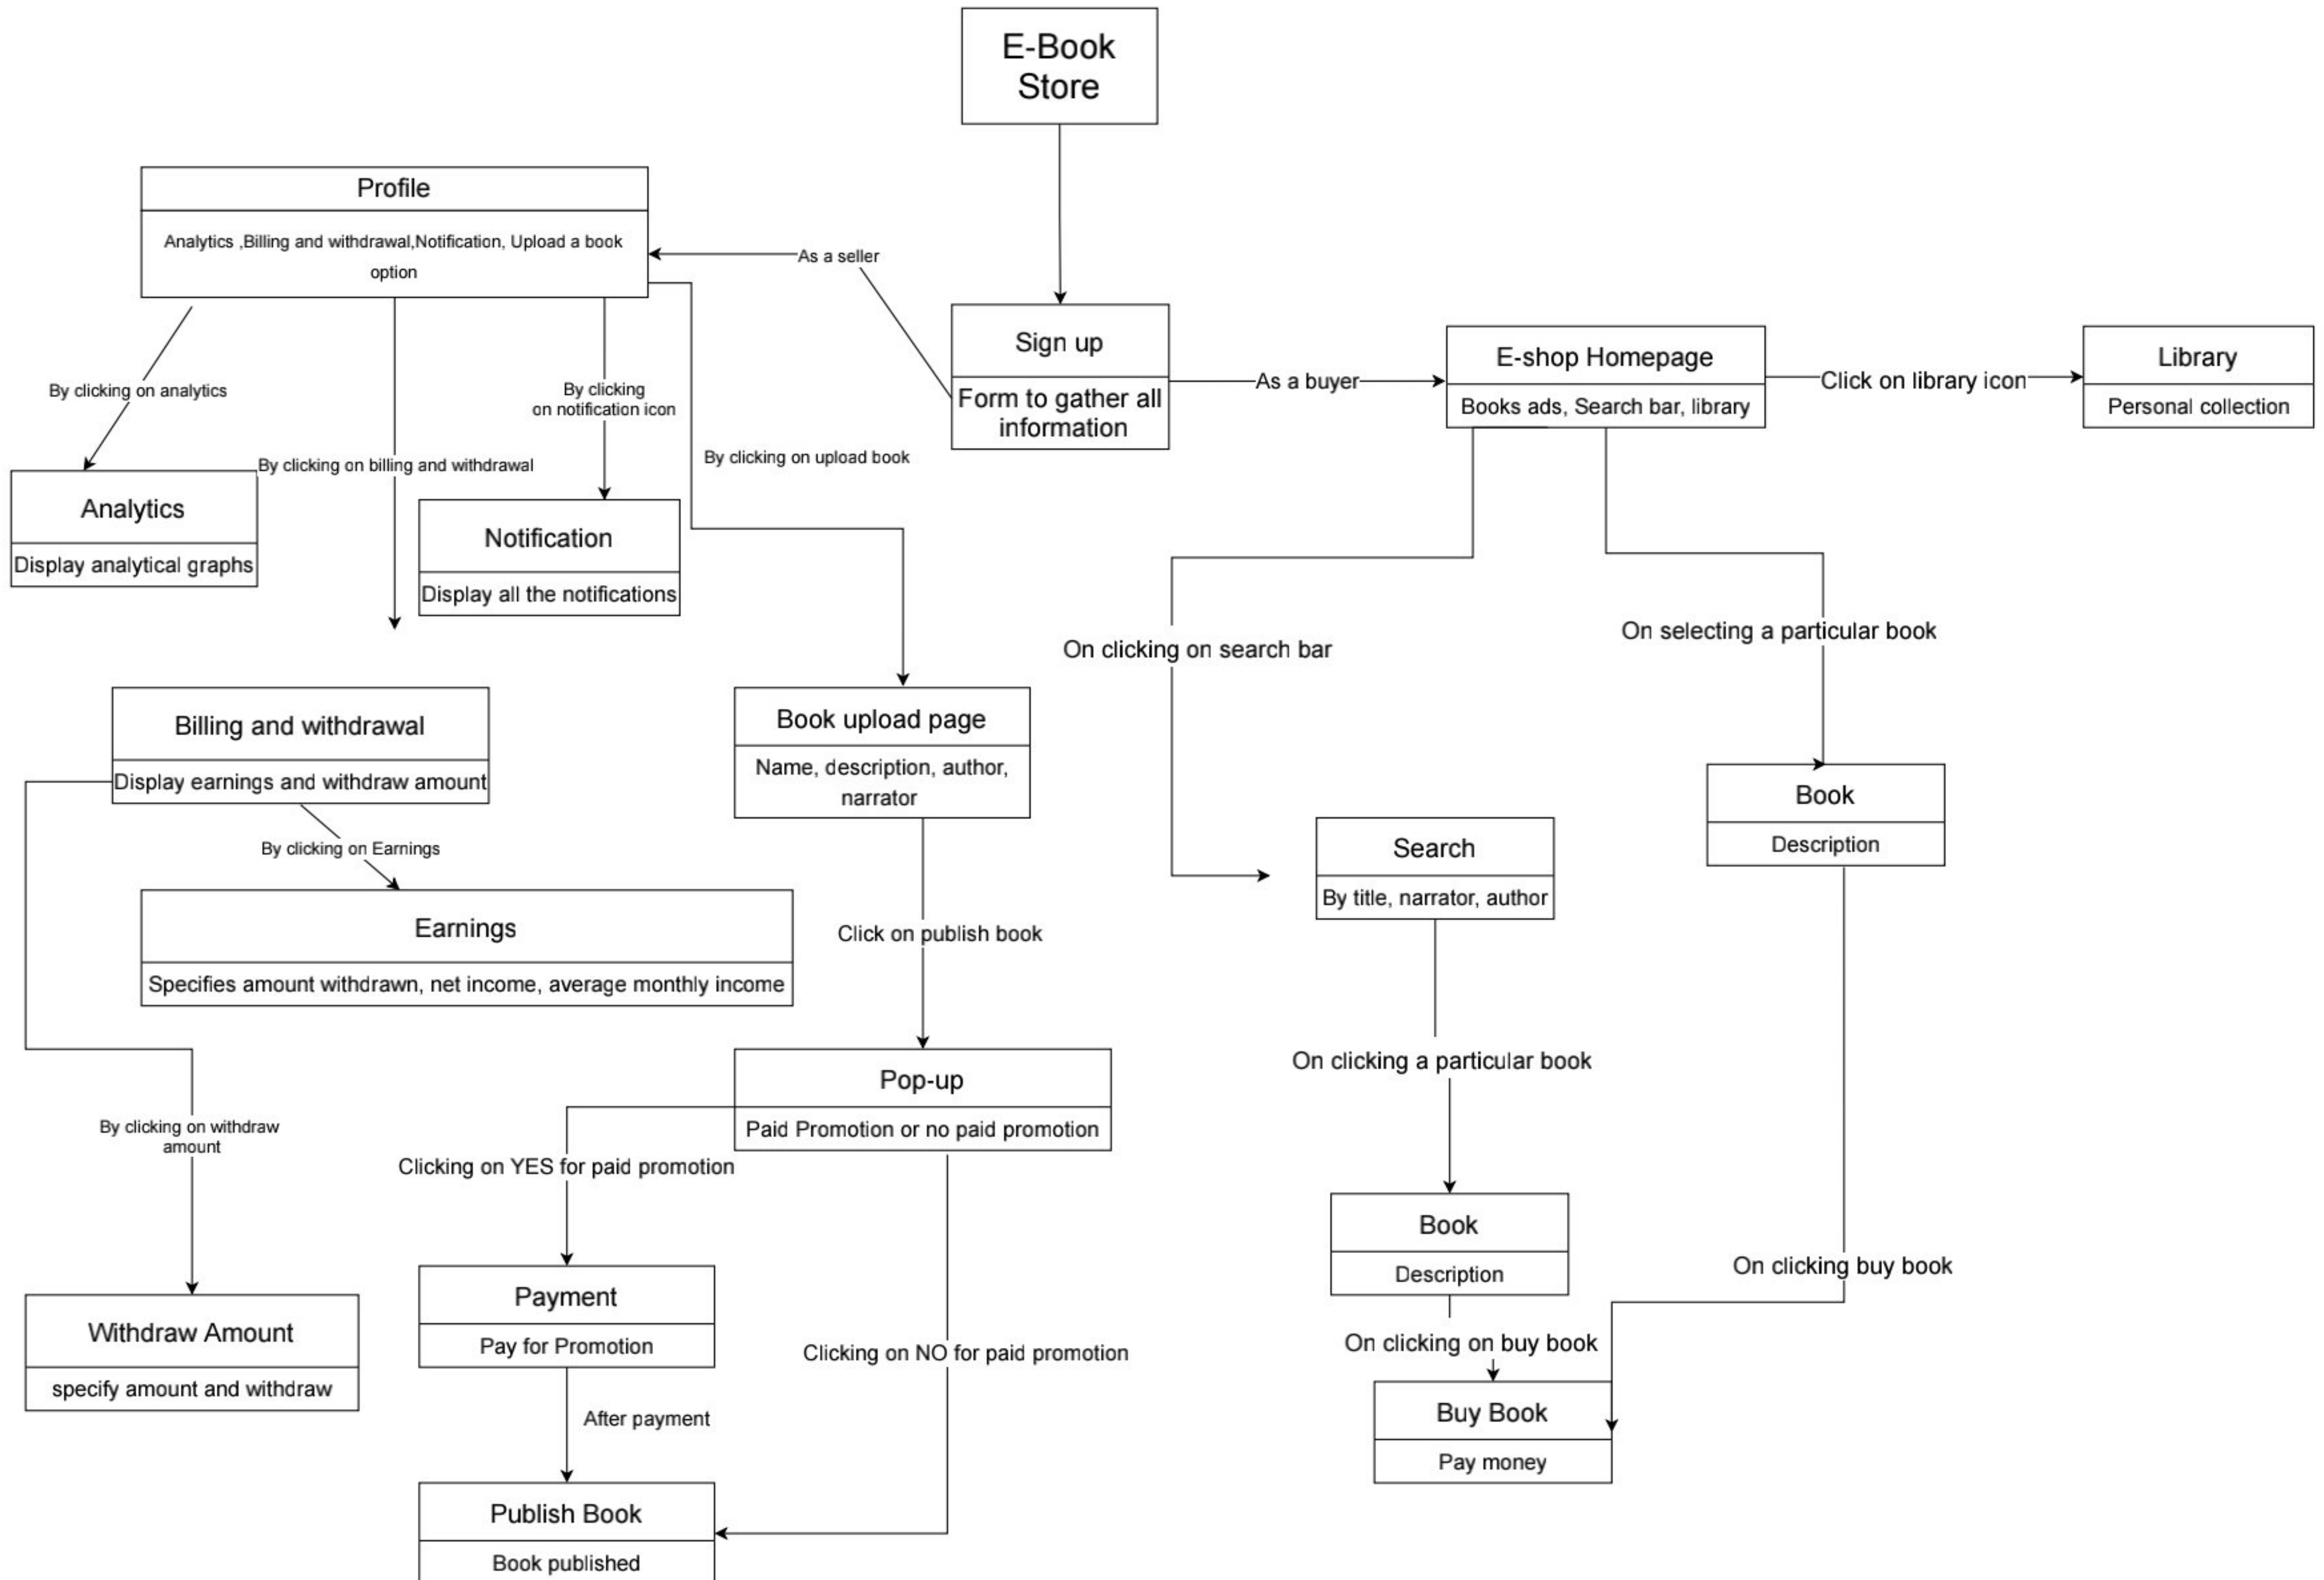 E-Book
Store
Profile
Analytics ,Billing and withdrawal,Notification, Upload a book
option
As a seller
Sign up
Form to gather all
information
As a buyer
E-shop Homepage
Books ads, Search bar, library
Click on library icon
Library
Personal collection
By clicking on analytics
By clicking
on notification icon
By clicking on billing and withdrawal
By clicking on upload book
Analytics
Display analytical graphs
Notification
Display all the notifications
On clicking on search bar
On selecting a particular book
Billing and withdrawal
Display earnings and withdraw amount
Book upload page
Name, description, author,
narrator
Book
Description
By clicking on Earnings
Search
By title, narrator, author
Earnings
Specifies amount withdrawn, net income, average monthly income
Click on publish book
On clicking a particular book
Pop-up
Paid Promotion or no paid promotion
By clicking on withdraw
amount
Clicking on YES for paid promotion
Book
Description
On clicking buy book
Withdraw Amount
specify amount and withdraw
Payment
Pay for Promotion
Clicking on NO for paid promotion
On clicking on buy book
After payment
Buy Book
Pay money
Publish Book
Book published